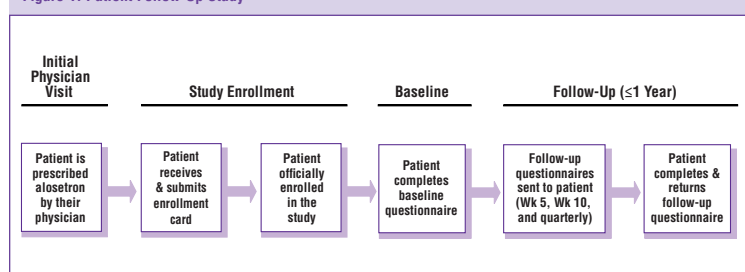 Figure 1. Patient Follow-Up Study
Initial
Physician
Visit
Study Enrollment
Baseline
Follow-Up (≤1 Year)
Patient is
prescribed
alosetron
by their
physician
Patient
receives
& submits
enrollment
card
Patient
officially
enrolled
in the
study
Patient
completes
baseline
questionnaire
Follow-up
questionnaires
sent to patient
(Wk 5, Wk 10,
and quarterly)
Patient
completes &
returns
follow-up
questionnaire